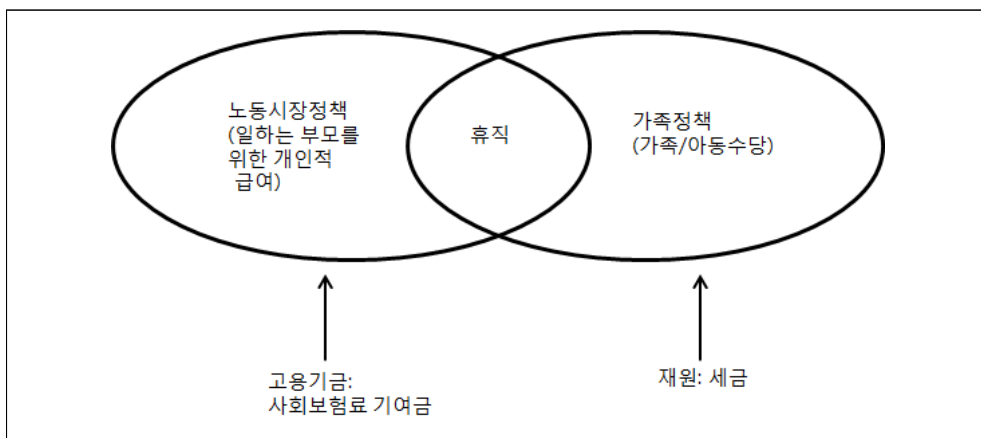 노동시장정책
(일하는 부모를
위한 개인적
급여)
휴직
가족정책
(가족/아동수당)
고용기금:
사회보험료 기여금
재원: 세금